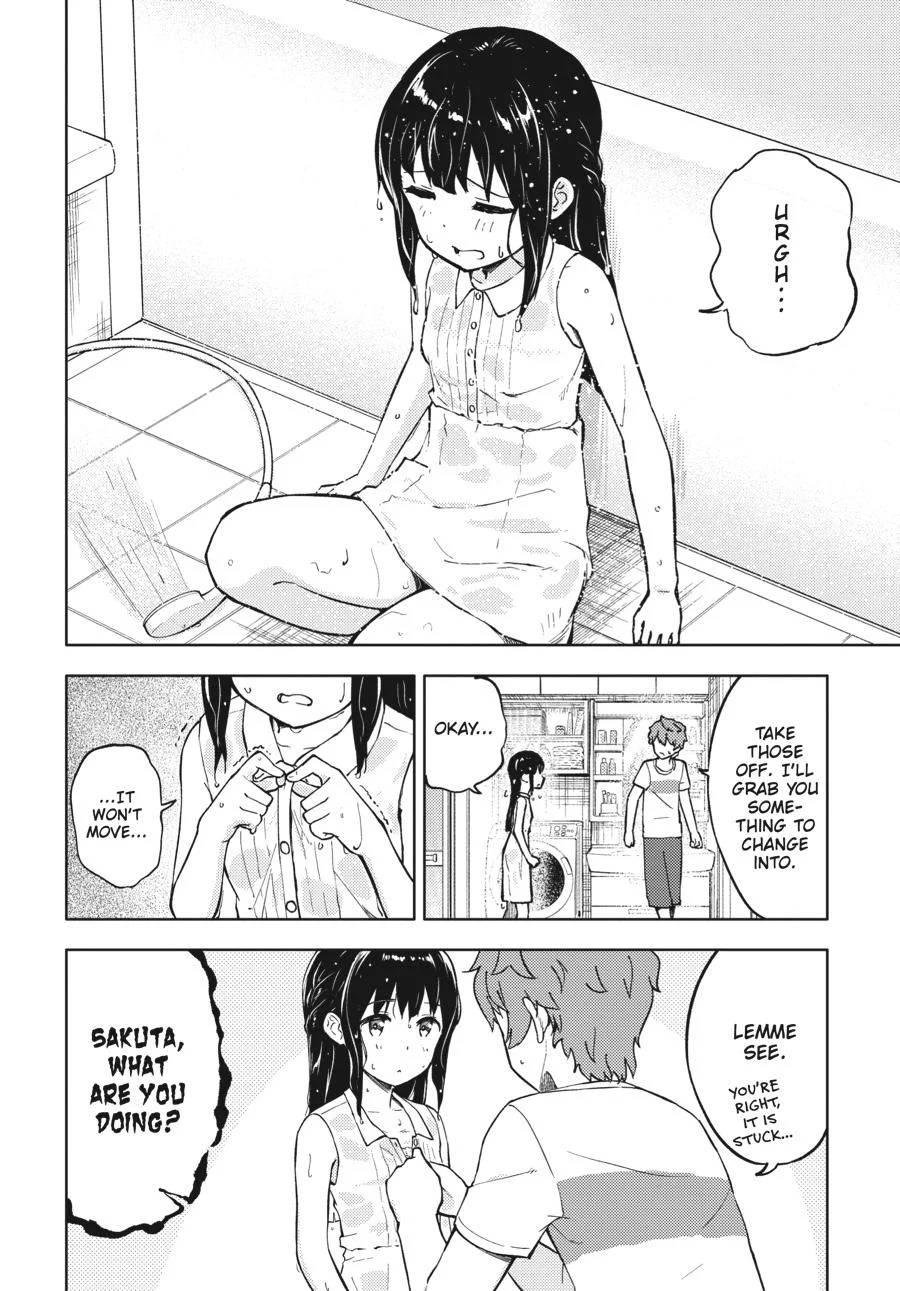 URGH...
TAKE
THOSE
OFF. I'LL
GRAB YOU
SOME-
THING TO
CHANGE
INTO.
OKAY...
...IT
WON'T
MOVE...
LEMME
SEE.
YOU'RE
RIGHT,
IT IS
STUCK...
SAKUTA,
WHAT
ARE YOU
DOING?